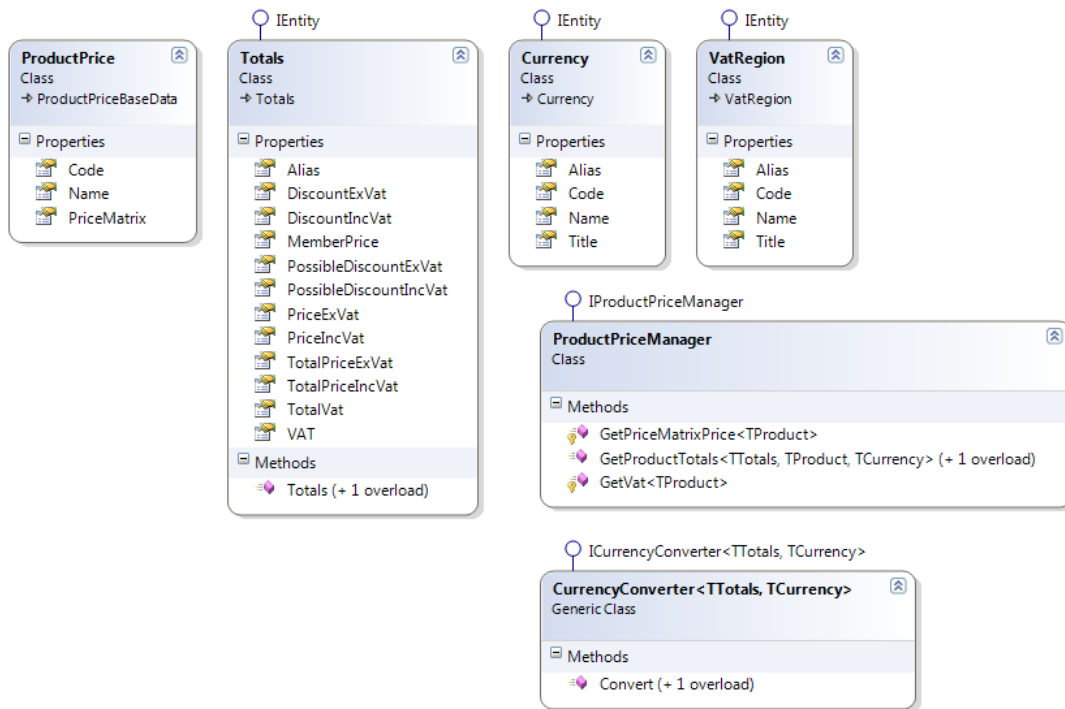 ProductPrice
Class
ProductPriceBaseData
Properties
Code
Name
PriceMatrix
IEntity
Totals
Class
Totals
Properties
Alias
DiscountExVat
DiscountIncVat
MemberPrice
PossibleDiscountExVat
PossibleDiscountIncVat
PriceExVat
PriceIncVat
TotalPriceExVat
TotalPriceIncVat
TotalVat
VAT
Methods
Totals (+ 1 overload)
IEntity
Currency
Class
Currency
Properties
Alias
Code
Name
Title
IEntity
VatRegion
Class
VatRegion
Properties
Alias
Code
Name
Title
IProductPriceManager
ProductPriceManager
Class
Methods
GetPriceMatrixPrice<TProduct>
GetProductTotals<TTotals, TProduct, TCurrency> (+ 1 overload)
GetVat<TProduct>
ICurrencyConverter<TTotals, TCurrency>
CurrencyConverter<TTotals, TCurrency>
Generic Class
Methods
Convert (+ 1 overload)